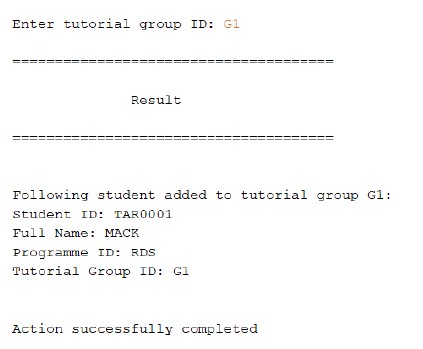 Enter tutorial group ID: G1
======================================
Result
======================================
Following student added to tutorial group G1:
Student ID: TAR0001
Full Name: MACK
Programme ID: RDS
Tutorial Group ID: G1
Action successfully completed